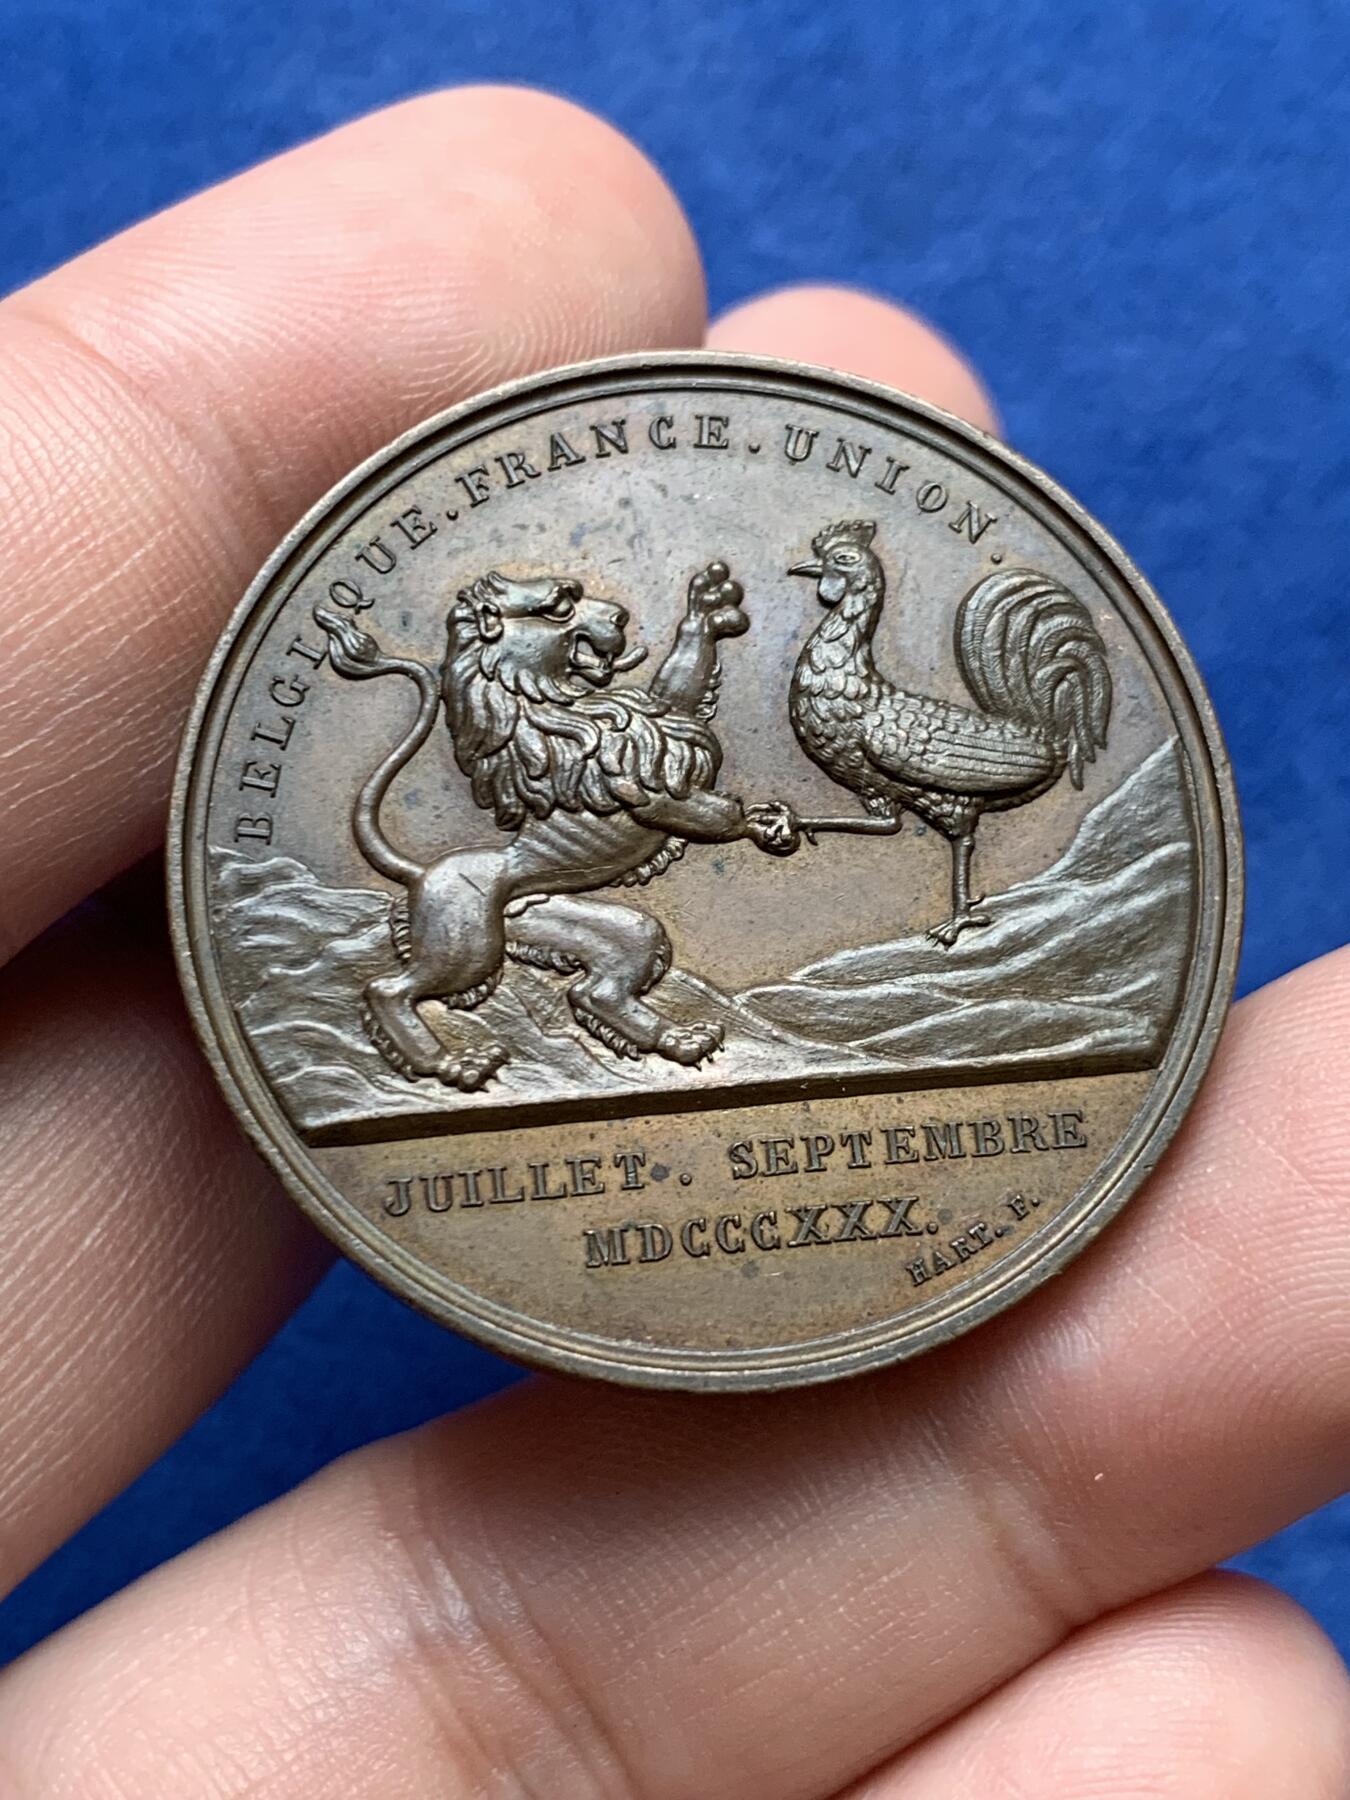 BELGIQUE . FRANCE . UNION .
JUILLET . SEPTEMBRE
MDCCCXXX.
HART. F.